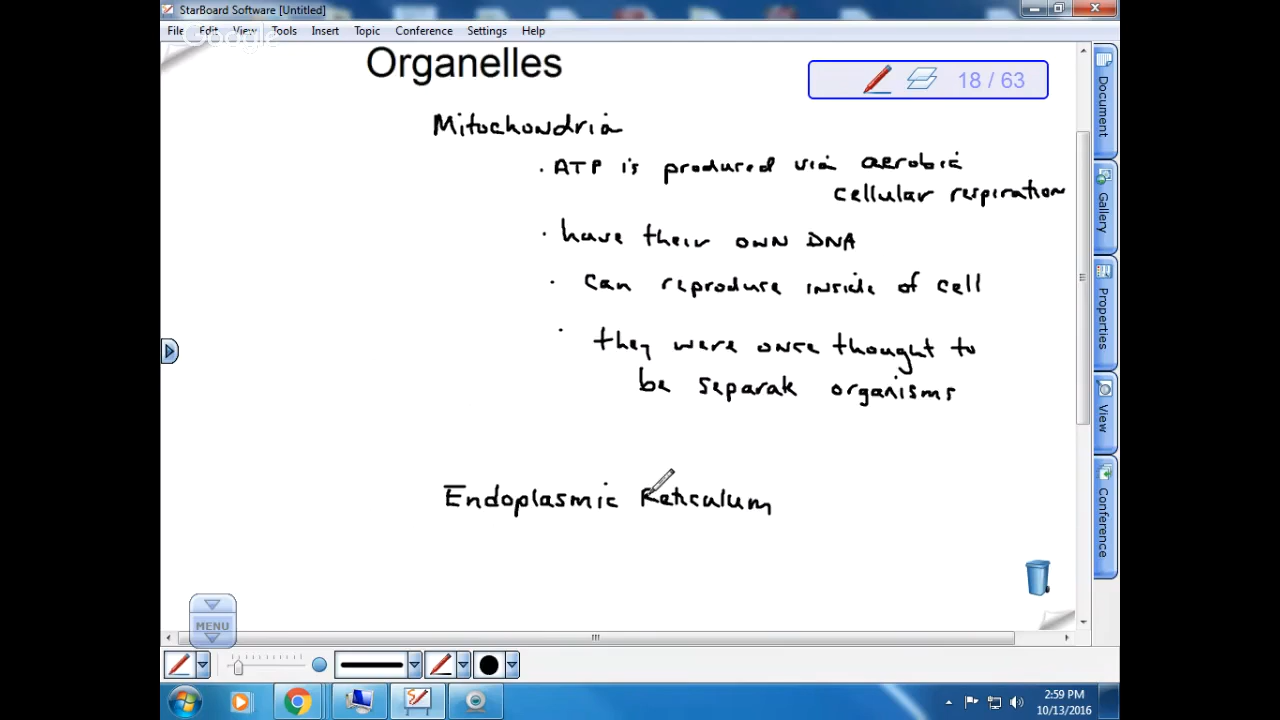 StarBoard Software [Untitled]
File Edit View Tools Insert Topic Conference Settings Help
Google
Organelles
18 / 63
Mitochondria
· ATP is produced via aerobic
cellular respiration
· have their own DNA
· can reproduce inside of cell
· they were once thought to
be separate organisms
Endoplasmic Reticulum
Document
Gallery
Properties
View
Conference
MENU
2:59 PM
10/13/2016